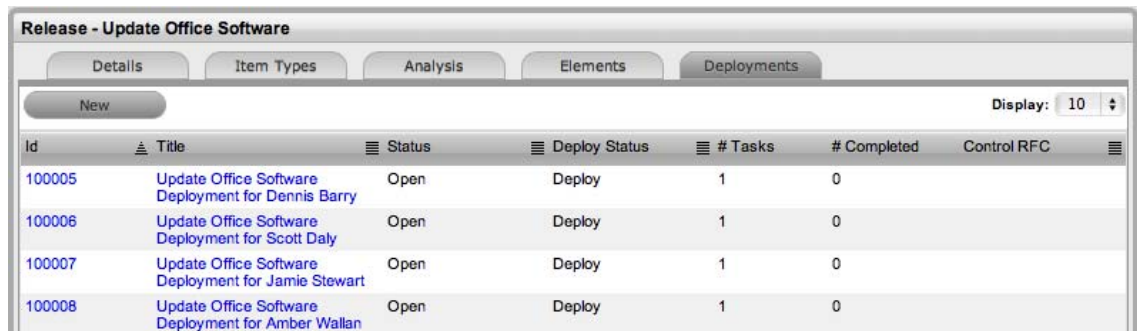 Release - Update Office Software
Details Item Types Analysis Elements Deployments
New Display: 10
Id Title Status Deploy Status # Tasks # Completed Control RFC
100005 Update Office Software Open Deploy 1 0
Deployment for Dennis Barry
100006 Update Office Software Open Deploy 1 0
Deployment for Scott Daly
100007 Update Office Software Open Deploy 1 0
Deployment for Jamie Stewart
100008 Update Office Software Open Deploy 1 0
Deployment for Amber Wallan